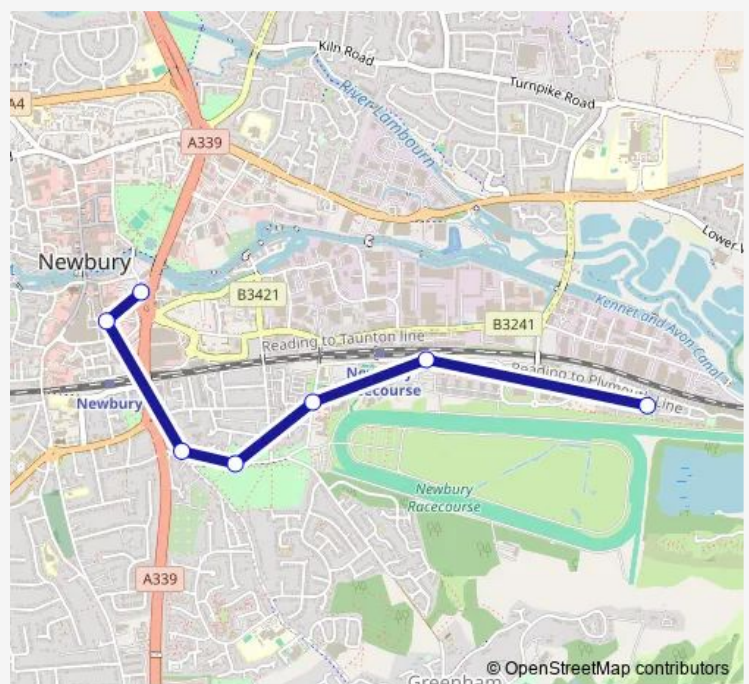 Kiln Road
Turnpike Road
A4
River Lambourn
A339
Lower
Newbury
B3421
B3241
Kennet and Avon Canal
Reading to Taunton line
Reading to Plymouth Line
Newbury
Newbury
Racecourse
A339
© OpenStreetMap contributors
Greenham